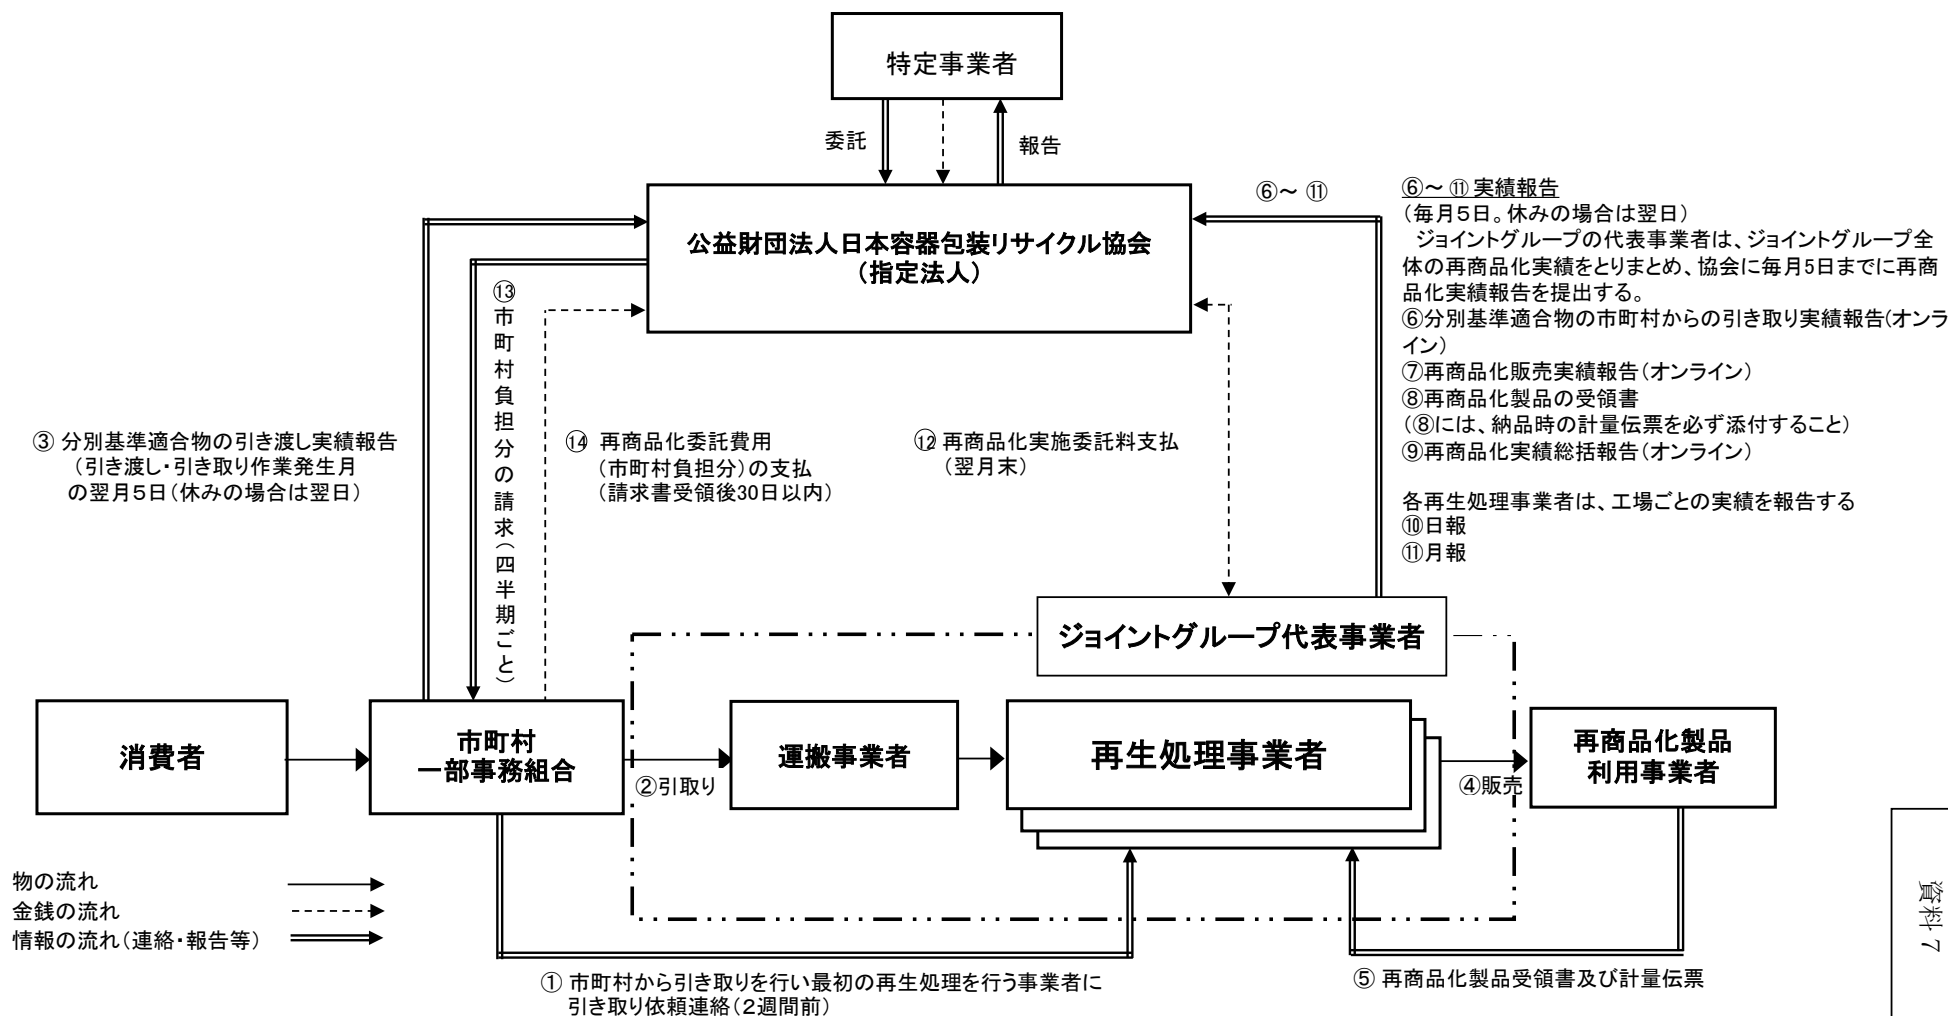 特定事業者
委託
報告
公益財団法人日本容器包装リサイクル協会
(指定法人)
⑥～ ⑪
⑥～ ⑪ 実績報告
(毎月5日。休みの場合は翌日)
ジョイントグループの代表事業者は、ジョイントグループ全
体の再商品化実績をとりまとめ、協会に毎月5日までに再商
品化実績報告を提出する。
⑥分別基準適合物の市町村からの引き取り実績報告(オンラ
イン)
⑦再商品化販売実績報告(オンライン)
⑧再商品化製品の受領書
(⑧には、納品時の計量伝票を必ず添付すること)
⑨再商品化実績総括報告(オンライン)
各再生処理事業者は、工場ごとの実績を報告する
⑩日報
⑪月報
③ 分別基準適合物の引き渡し実績報告
(引き渡し・引き取り作業発生月
の翌月5日(休みの場合は翌日)
⑬市町村負担分の請求(四半期ごと)
⑭ 再商品化委託費用
(市町村負担分)の支払
(請求書受領後30日以内)
⑫ 再商品化実施委託料支払
(翌月末)
ジョイントグループ代表事業者
消費者
市町村
一部事務組合
②引取り
運搬事業者
再生処理事業者
④販売
再商品化製品
利用事業者
物の流れ
金銭の流れ
情報の流れ(連絡・報告等)
① 市町村から引き取りを行い最初の再生処理を行う事業者に
引き取り依頼連絡(2週間前)
⑤ 再商品化製品受領書及び計量伝票
資料 7